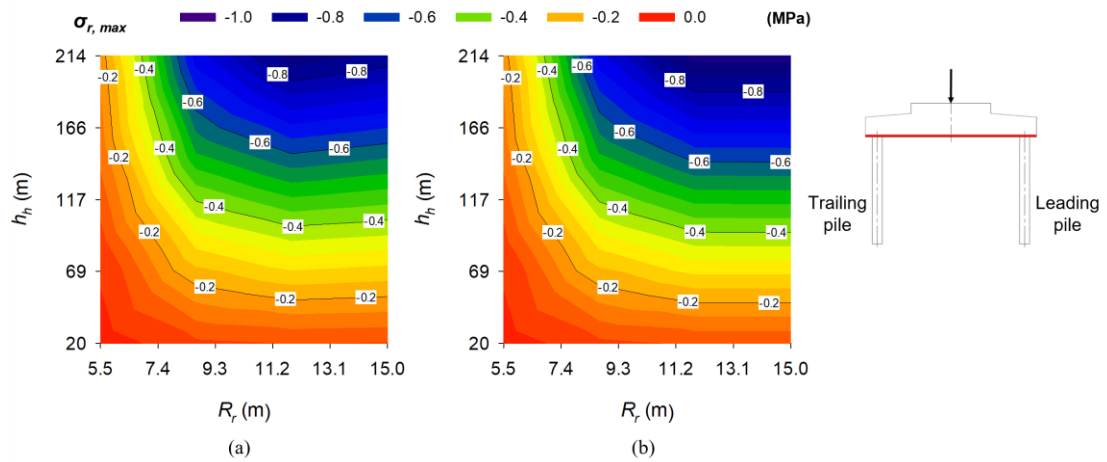 σr, max -1.0 -0.8 -0.6 -0.4 -0.2 0.0 (MPa)
214
166
117
69
20
hh (m)
5.5 7.4 9.3 11.2 13.1 15.0
Rr (m)
(a)
-0.2 -0.4 -0.8 -0.8
-0.6
-0.6 -0.6
-0.2 -0.4
-0.4 -0.4 -0.4
-0.2
-0.2 -0.2 -0.2
214
166
117
69
20
hh (m)
5.5 7.4 9.3 11.2 13.1 15.0
Rr (m)
(b)
-0.2 -0.4 -0.6 -0.8 -0.8
-0.6
-0.6 -0.6
-0.2 -0.4
-0.4 -0.4 -0.4
-0.2
-0.2 -0.2 -0.2
Trailing
pile
Leading
pile